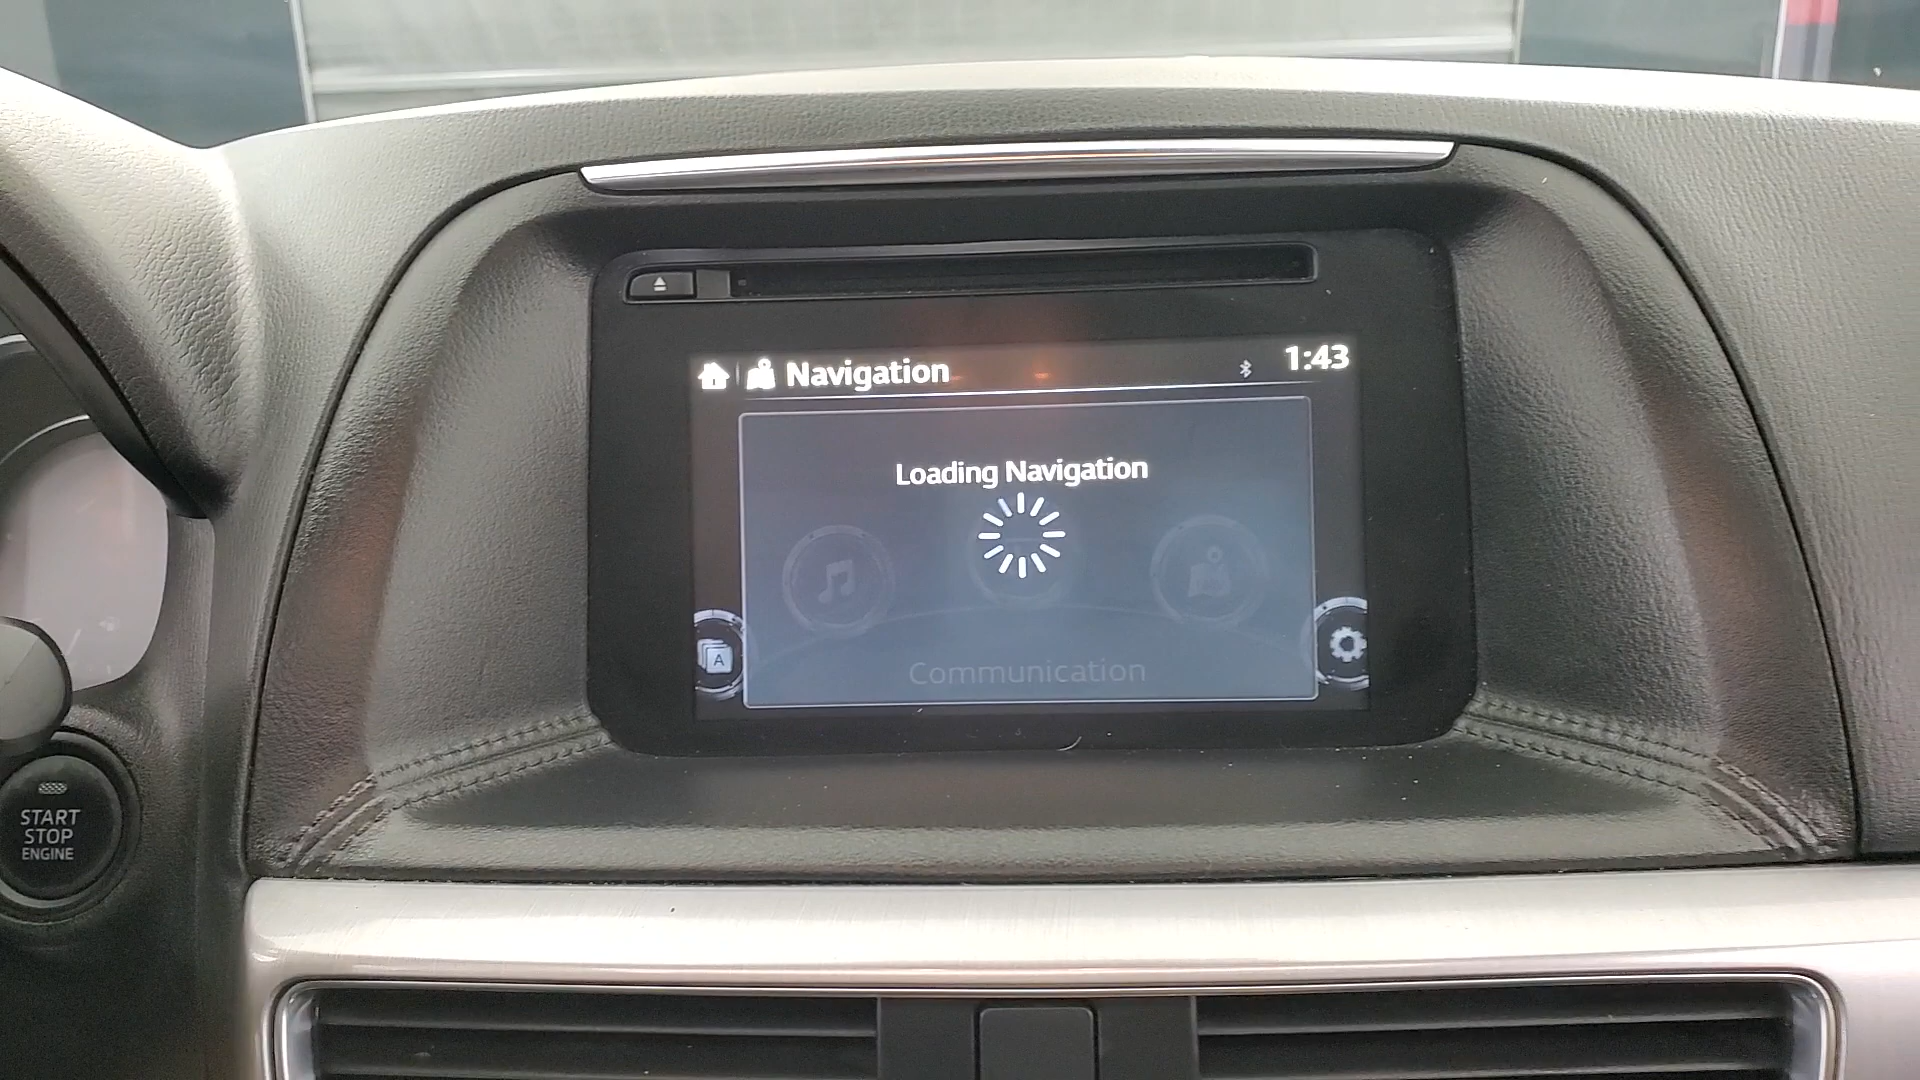 Navigation
1:43
Loading Navigation
A
Communication
START
STOP
ENGINE